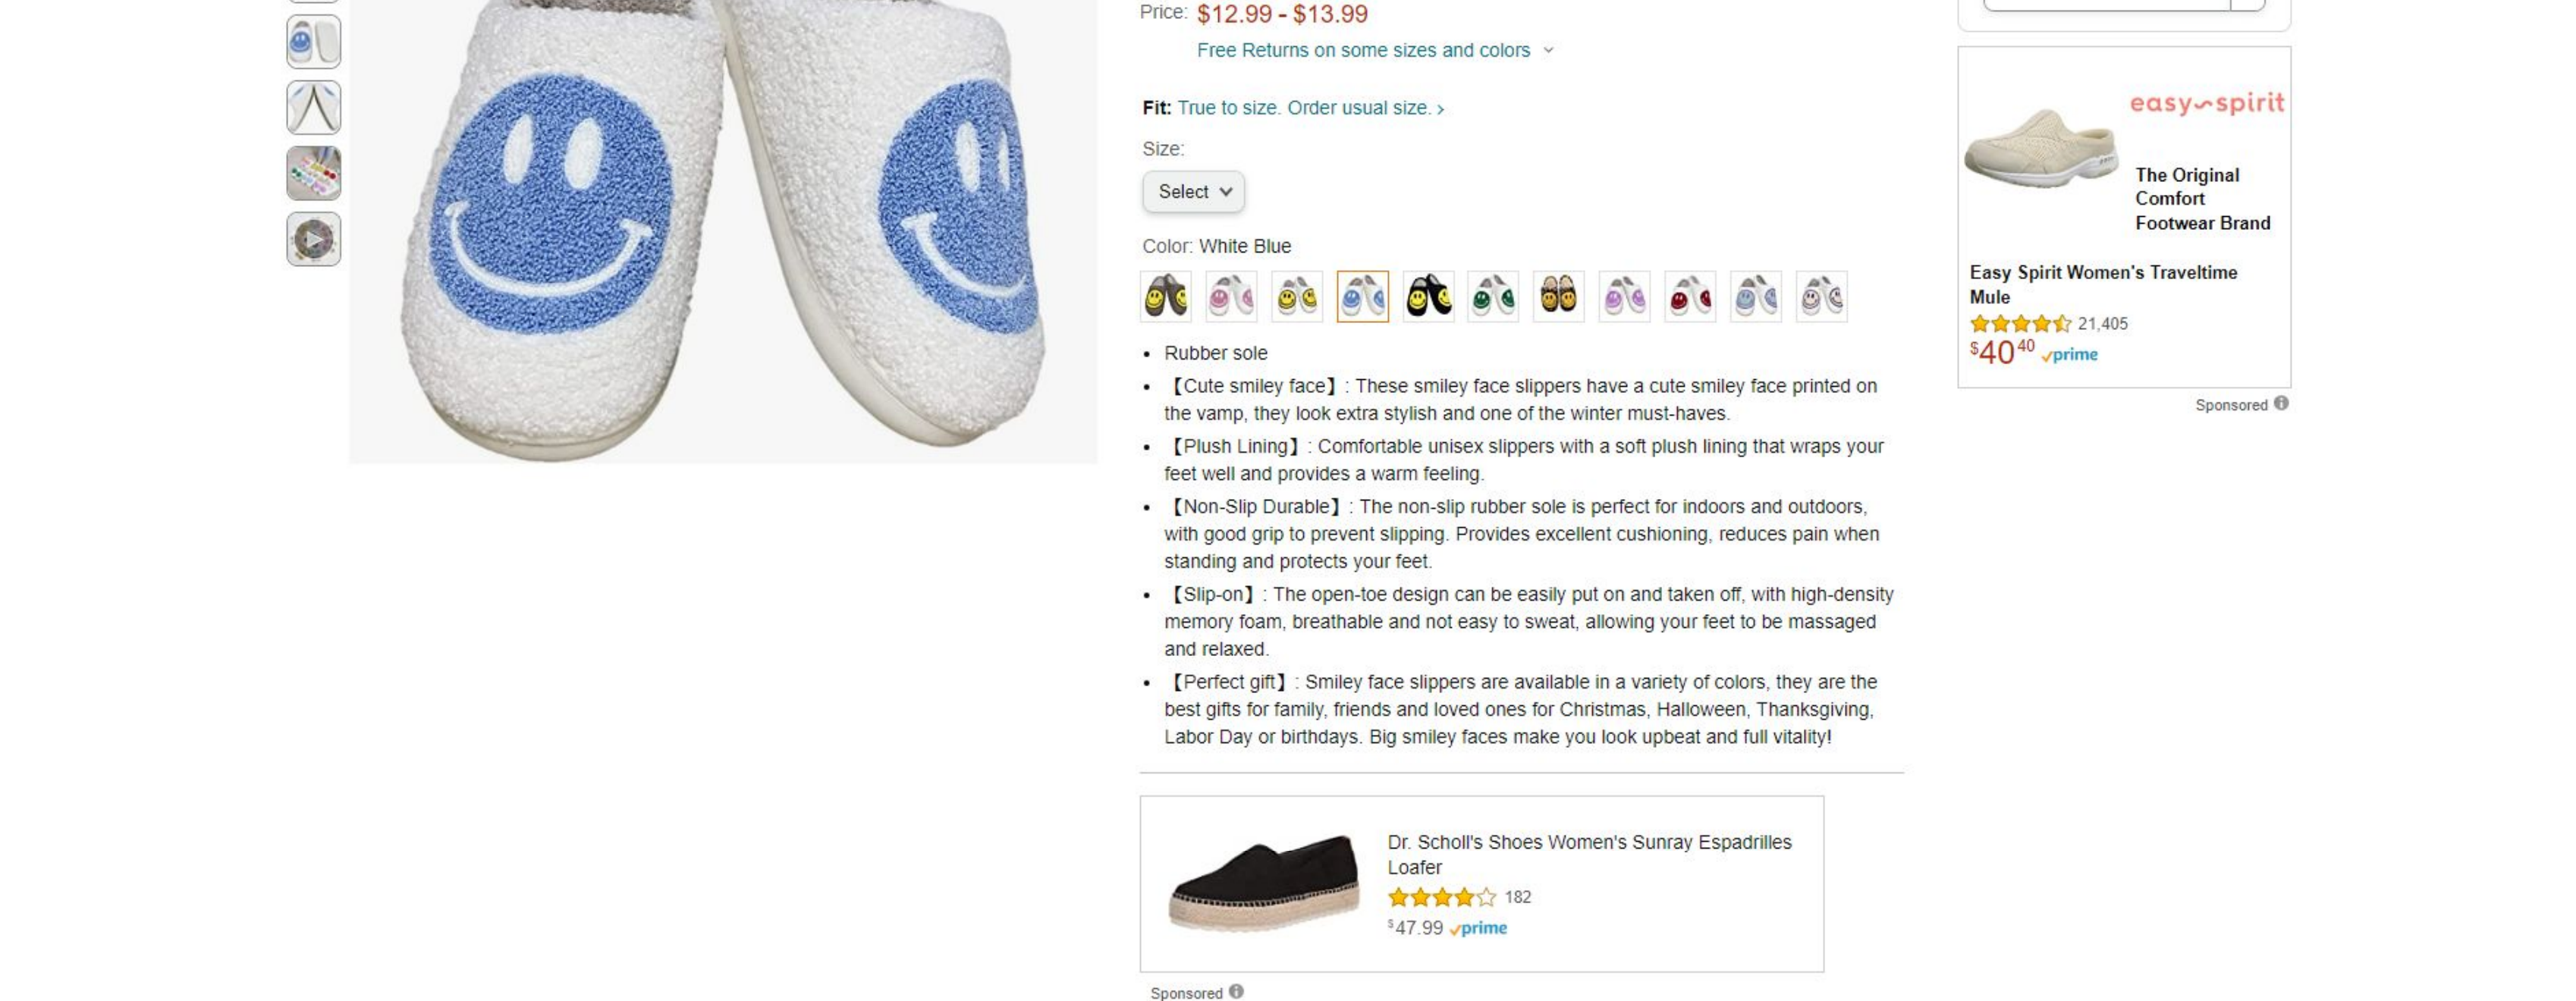 Price: $12.99 - $13.99
Free Returns on some sizes and colors
Fit: True to size. Order usual size. ›
Size:
Select
Color: White Blue
• Rubber sole
• 【Cute smiley face】: These smiley face slippers have a cute smiley face printed on
the vamp, they look extra stylish and one of the winter must-haves.
• 【Plush Lining】: Comfortable unisex slippers with a soft plush lining that wraps your
feet well and provides a warm feeling.
• 【Non-Slip Durable】: The non-slip rubber sole is perfect for indoors and outdoors,
with good grip to prevent slipping. Provides excellent cushioning, reduces pain when
standing and protects your feet.
• 【Slip-on】: The open-toe design can be easily put on and taken off, with high-density
memory foam, breathable and not easy to sweat, allowing your feet to be massaged
and relaxed.
• 【Perfect gift】: Smiley face slippers are available in a variety of colors, they are the
best gifts for family, friends and loved ones for Christmas, Halloween, Thanksgiving,
Labor Day or birthdays. Big smiley faces make you look upbeat and full vitality!
Dr. Scholl's Shoes Women's Sunray Espadrilles
Loafer
182
$47.99 prime
Sponsored
easy spirit
The Original
Comfort
Footwear Brand
Easy Spirit Women's Traveltime
Mule
21,405
$40 40 prime
Sponsored